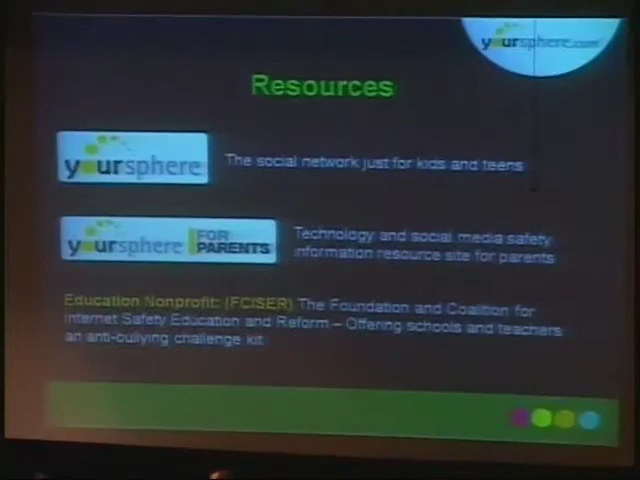 yoursphere.com
Resources
yoursphere
The social network just for kids and teens
yoursphere FOR PARENTS
Technology and social media safety
information resource site for parents
Education Nonprofit: (FCISER) The Foundation and Coalition for
Internet Safety Education and Reform – Offering schools and teachers
an anti-bullying challenge kit